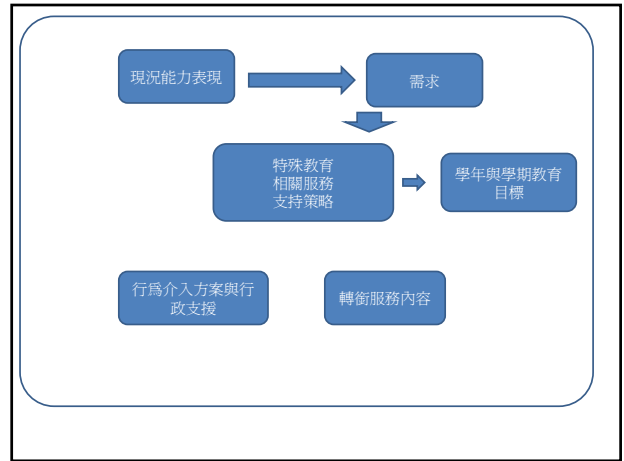 現況能力表現
需求
特殊教育
相關服務
支持策略
學年與學期教育
目標
行為介入方案與行
政支援
轉銜服務內容